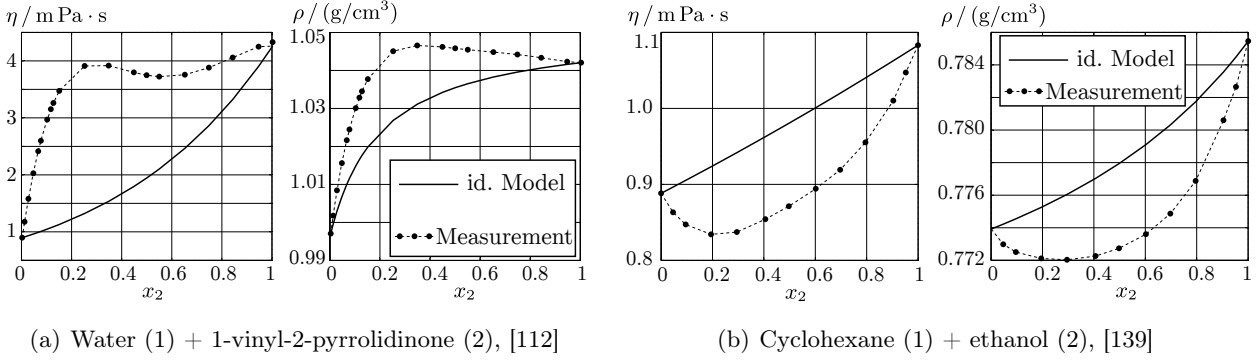 η / m Pa · s
4
3
2
1
0 0.2 0.4 0.6 0.8 1
x₂
ρ / (g/cm³)
1.05
1.03
1.01
0.99
0 0.2 0.4 0.6 0.8 1
x₂
id. Model
Measurement
(a) Water (1) + 1-vinyl-2-pyrrolidinone (2), [112]
η / m Pa · s
1.1
1.0
0.9
0.8
0 0.2 0.4 0.6 0.8 1
x₂
ρ / (g/cm³)
0.784
0.780
0.776
0.772
0 0.2 0.4 0.6 0.8 1
x₂
id. Model
Measurement
(b) Cyclohexane (1) + ethanol (2), [139]